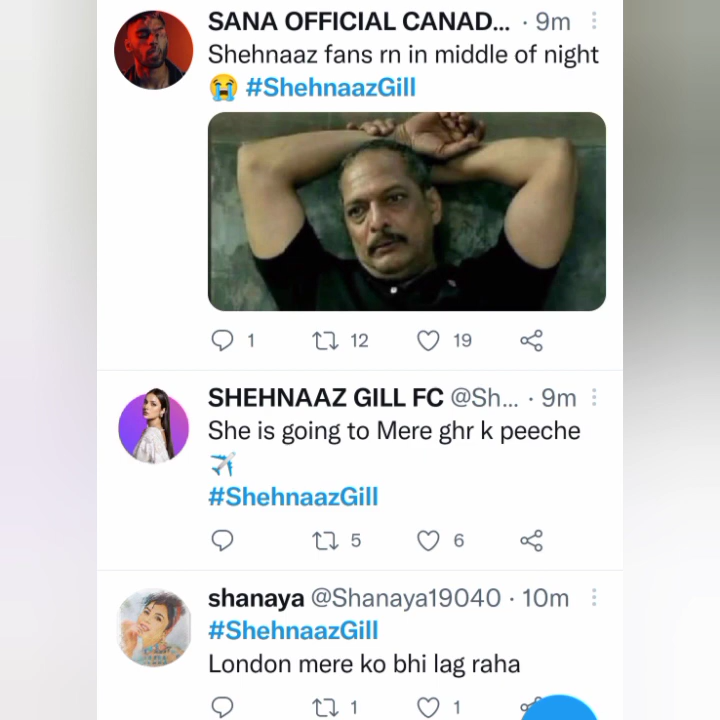 SANA OFFICIAL CANAD... · 9m
Shehnaaz fans rn in middle of night
😭 #ShehnaazGill
1 12 19
SHEHNAAZ GILL FC @Sh... · 9m
She is going to Mere ghr k peeche
✈️
#ShehnaazGill
5 6
shanaya @Shanaya19040 · 10m
#ShehnaazGill
London mere ko bhi lag raha
1 1